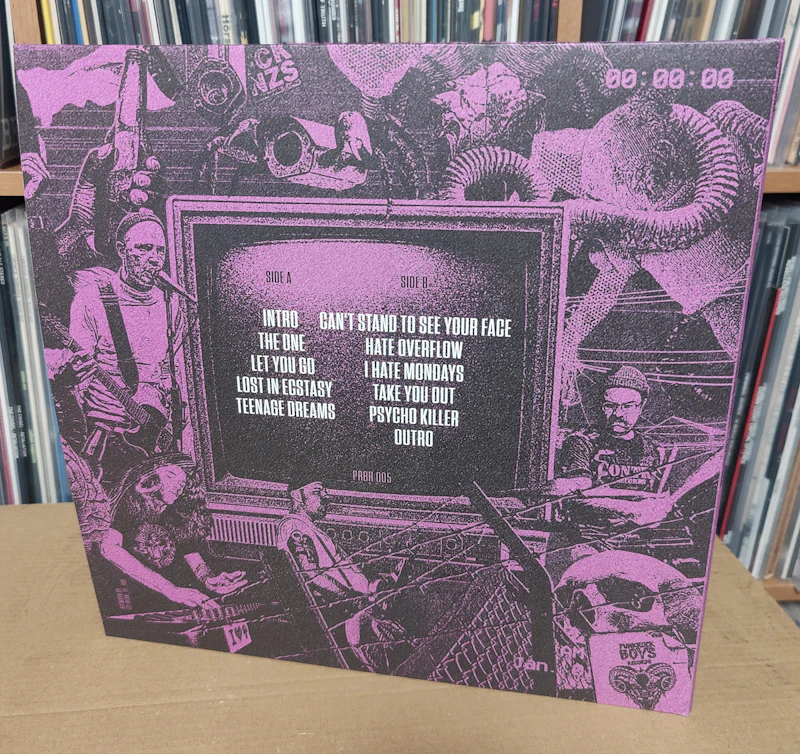 00:00:00
SIDE A
INTRO
THE ONE
LET YOU GO
LOST IN ECSTASY
TEENAGE DREAMS
SIDE B
CAN'T STAND TO SEE YOUR FACE
HATE OVERFLOW
I HATE MONDAYS
TAKE YOU OUT
PSYCHO KILLER
OUTRO
PRBR 005
BOYS